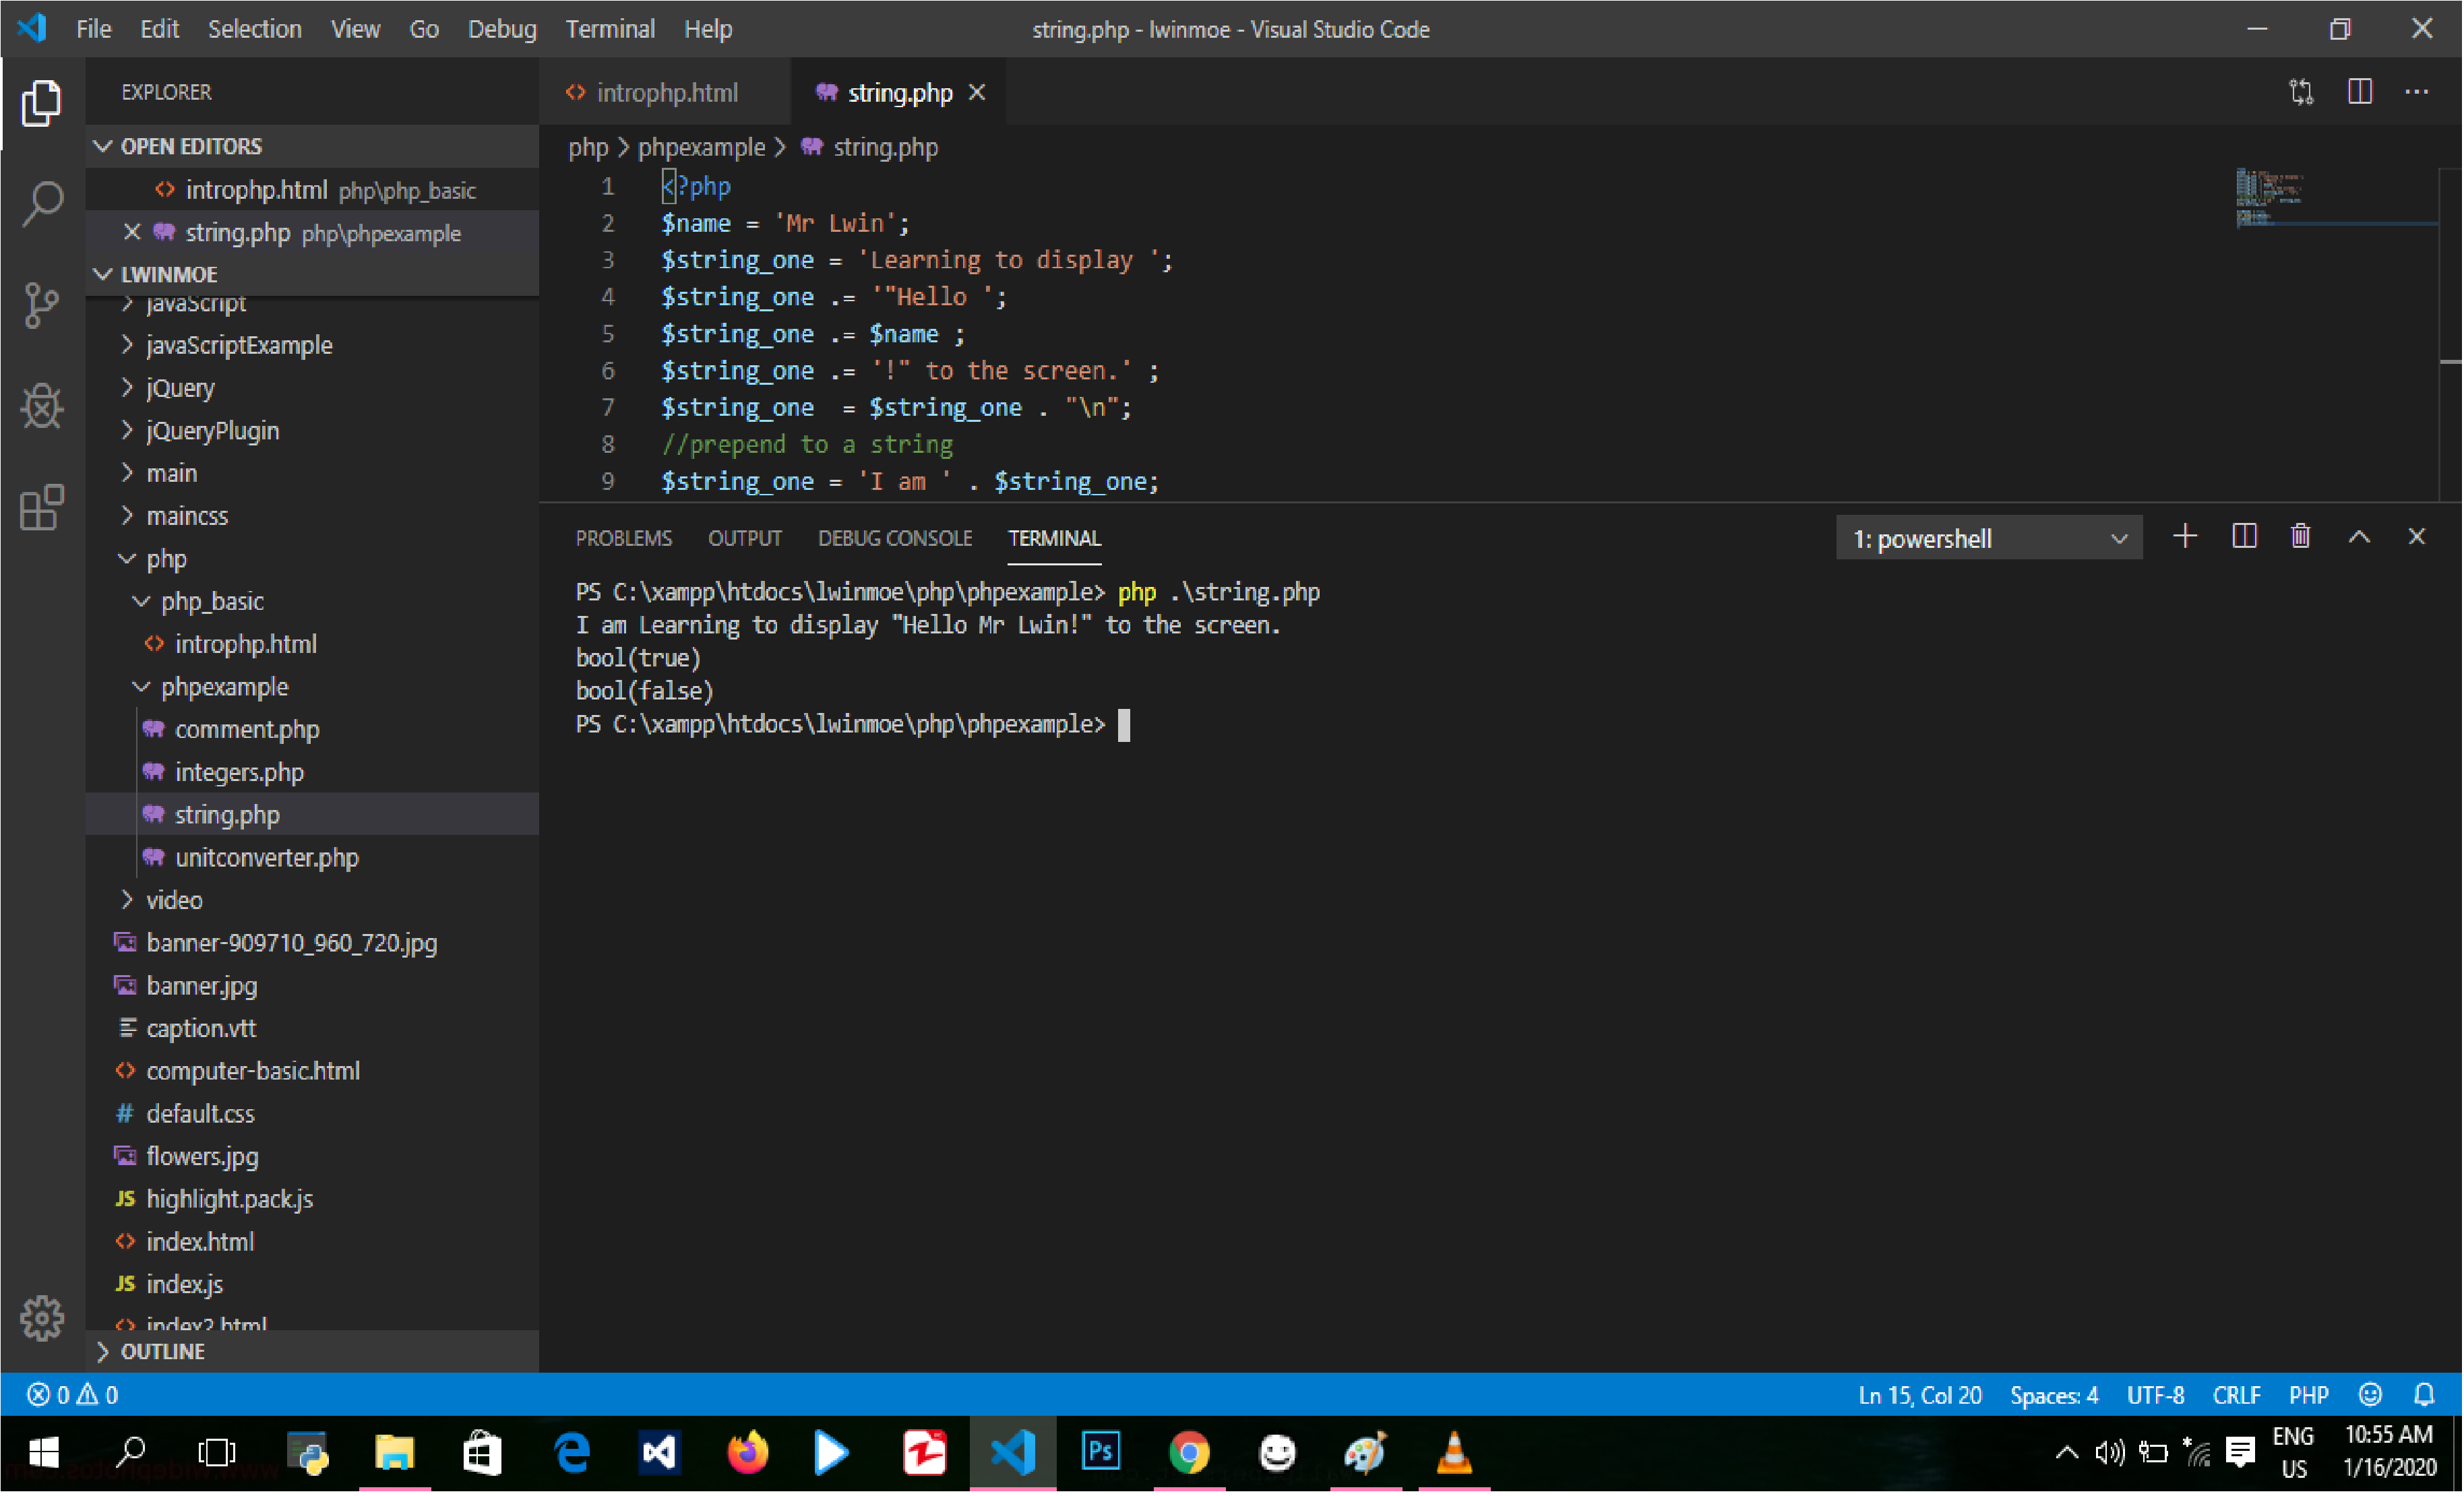 File Edit Selection View Go Debug Terminal Help
string.php - lwinmoe - Visual Studio Code
EXPLORER
OPEN EDITORS
introphp.html php\php_basic
string.php php\phpexample
LWINMOE
javaScript
javaScriptExample
jQuery
jQueryPlugin
main
maincss
php
php_basic
introphp.html
phpexample
comment.php
integers.php
string.php
unitconverter.php
video
banner-909710_960_720.jpg
banner.jpg
caption.vtt
computer-basic.html
# default.css
flowers.jpg
JS highlight.pack.js
index.html
JS index.js
index2.html
OUTLINE
introphp.html string.php
php > phpexample > string.php
1 <?php
2 $name = 'Mr Lwin';
3 $string_one = 'Learning to display ';
4 $string_one .= '"Hello ';
5 $string_one .= $name ;
6 $string_one .= '!" to the screen.' ;
7 $string_one  = $string_one . "\n";
8 //prepend to a string
9 $string_one = 'I am ' . $string_one;
PROBLEMS OUTPUT DEBUG CONSOLE TERMINAL 1: powershell
PS C:\xampp\htdocs\lwinmoe\php\phpexample> php .\string.php
I am Learning to display "Hello Mr Lwin!" to the screen.
bool(true)
bool(false)
PS C:\xampp\htdocs\lwinmoe\php\phpexample>
0 0 Ln 15, Col 20 Spaces: 4 UTF-8 CRLF PHP
Ps
ENG
US
10:55 AM
1/16/2020